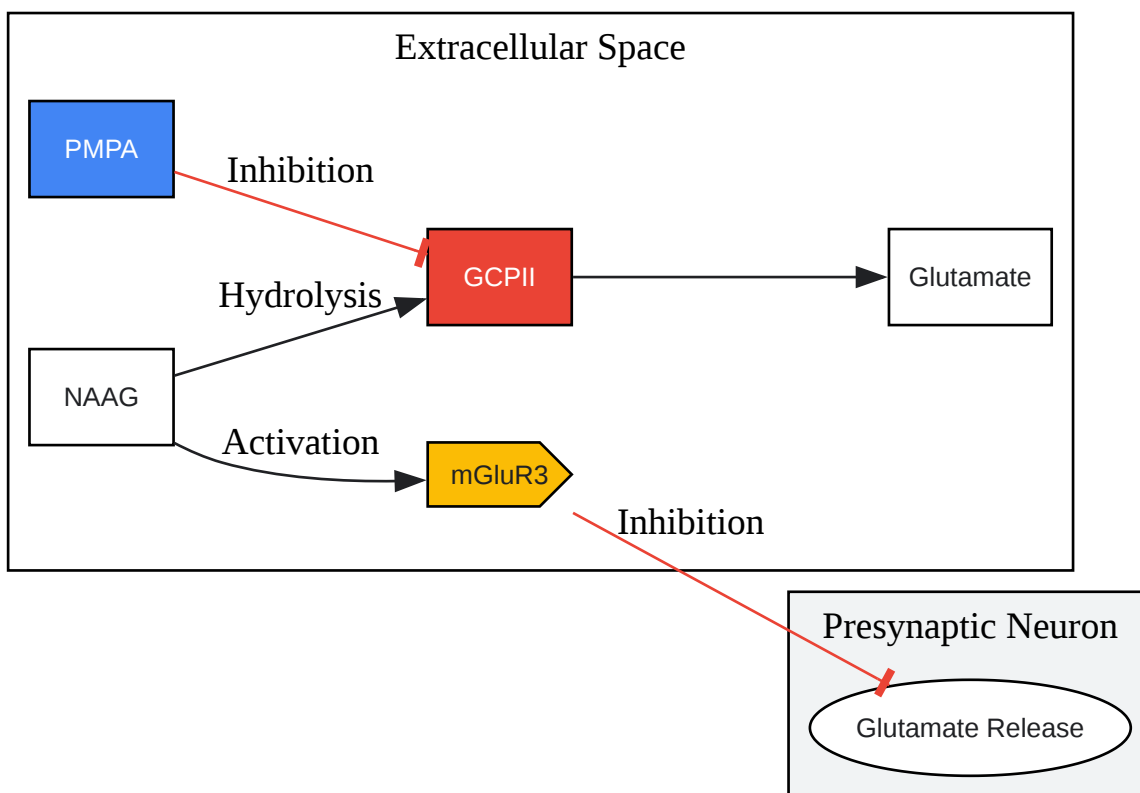 Extracellular Space
PMPA
Inhibition
GCPII
Glutamate
Hydrolysis
NAAG
Activation
mGluR3
Inhibition
Presynaptic Neuron
Glutamate Release